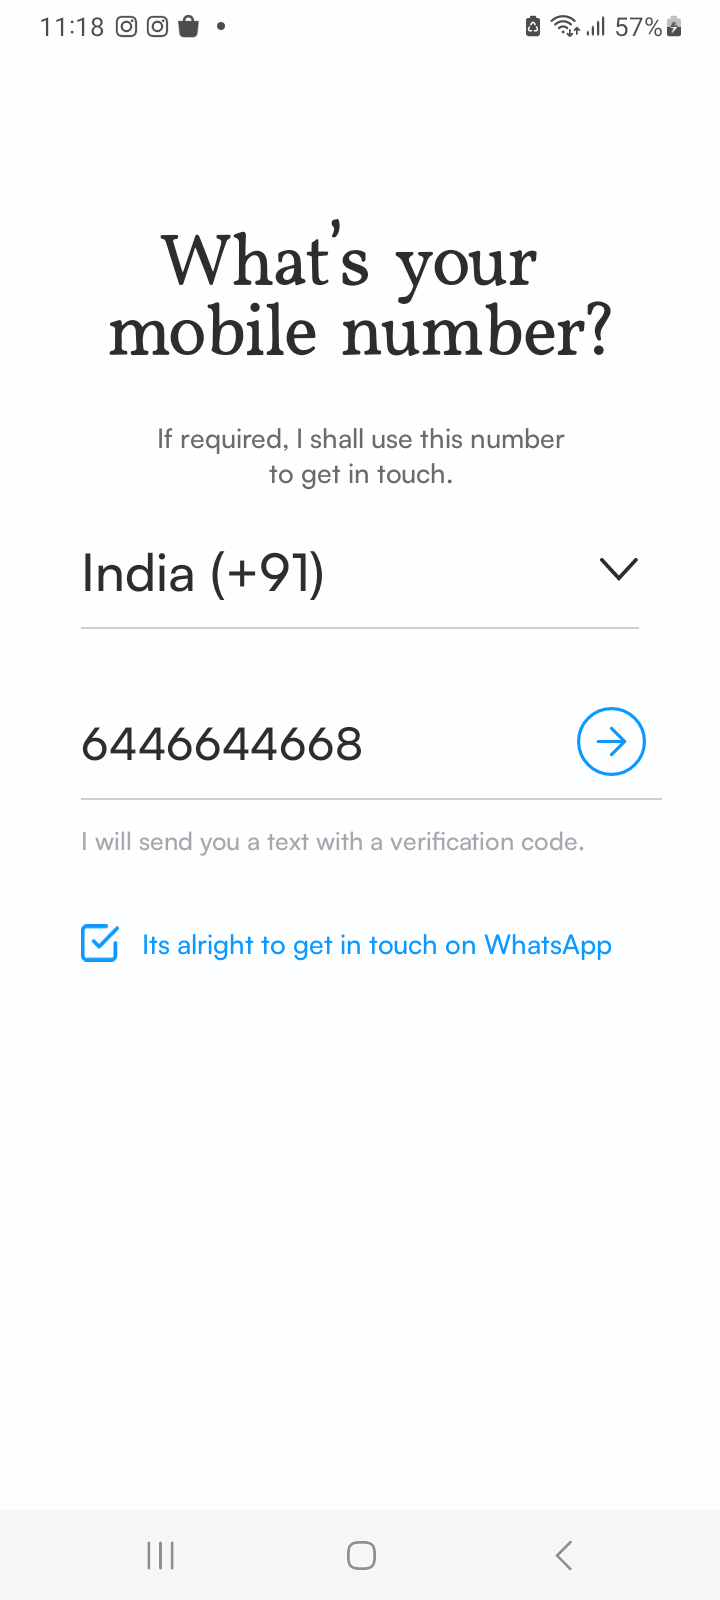 11:18
57%
What's your
mobile number?
If required, I shall use this number
to get in touch.
India (+91)
6446644668
I will send you a text with a verification code.
Its alright to get in touch on WhatsApp